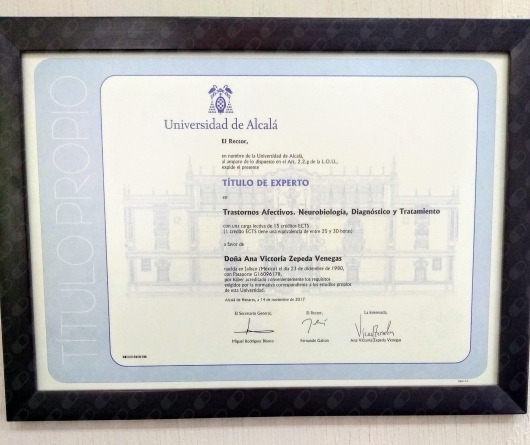 TÍTULO PROPIO
Universidad de Alcalá
El Rector,
en nombre de la Universidad de Alcalá,
al amparo de lo dispuesto en el Art. 2.2.g de la L.O.U.,
expide el presente
TÍTULO DE EXPERTO
en
Trastornos Afectivos. Neurobiología, Diagnóstico y Tratamiento
con una carga lectiva de 15 créditos ECTS
(1 crédito ECTS tiene una equivalencia de entre 25 y 30 horas)
a favor de
Doña Ana Victoria Zepeda Venegas
nacida en Jalisco (México) el día 23 de diciembre de 1980,
con Pasaporte G16096178,
por haber acreditado convenientemente los requisitos
exigidos por la normativa correspondiente a los estudios propios
de esta Universidad.
Alcalá de Henares, a 14 de noviembre de 2017
El Secretario General, El Rector, La Interesada,
Miguel Rodríguez Blanco Fernando Galván Ana Victoria Zepeda Venegas